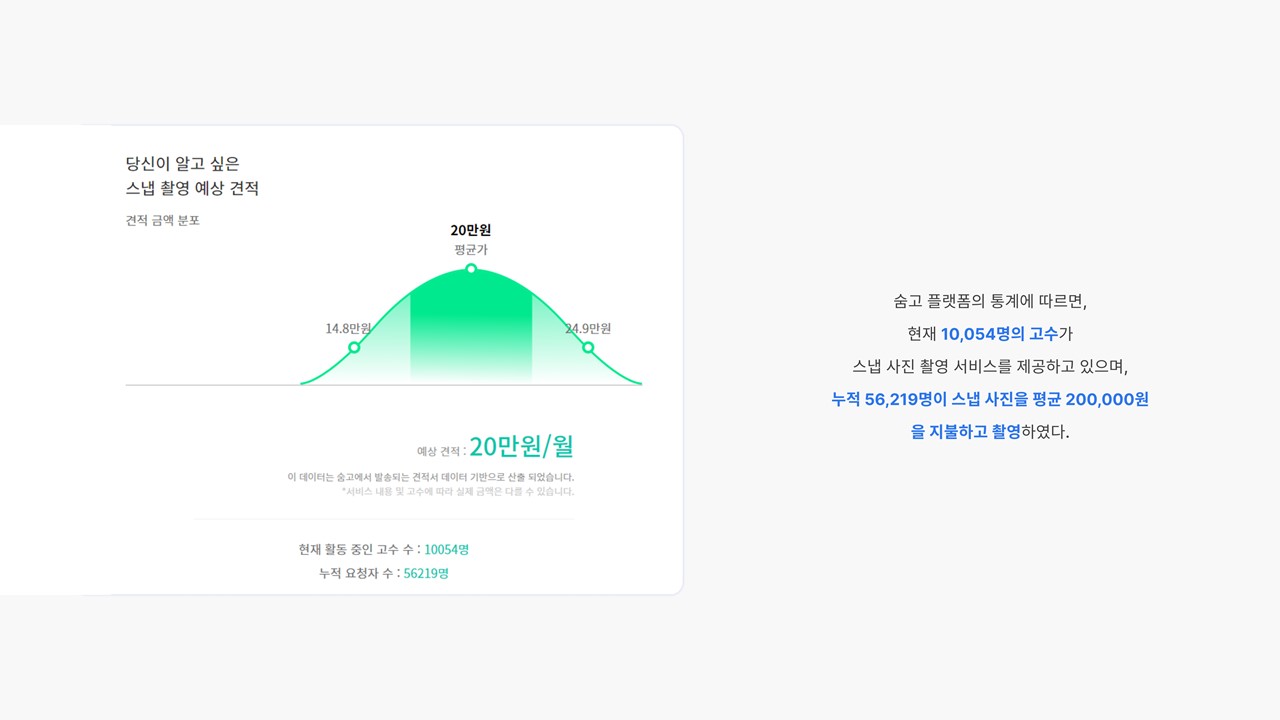 당신이 알고 싶은
스냅 촬영 예상 견적
견적 금액 분포
20만원
평균가
14.8만원
24.9만원
예상 견적 : 20만원/월
이 데이터는 숨고에서 발송되는 견적서 데이터 기반으로 산출 되었습니다.
*서비스 내용 및 고수에 따라 실제 금액은 다를 수 있습니다.
현재 활동 중인 고수 수 : 10054명
누적 요청자 수 : 56219명
숨고 플랫폼의 통계에 따르면,
현재 10,054명의 고수가
스냅 사진 촬영 서비스를 제공하고 있으며,
누적 56,219명이 스냅 사진을 평균 200,000원
을 지불하고 촬영하였다.